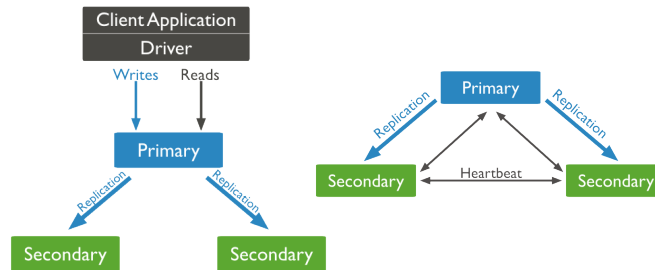 Client Application
Driver
Writes
Reads
Primary
Replication
Replication
Secondary
Secondary
Primary
Replication
Replication
Secondary
Heartbeat
Secondary